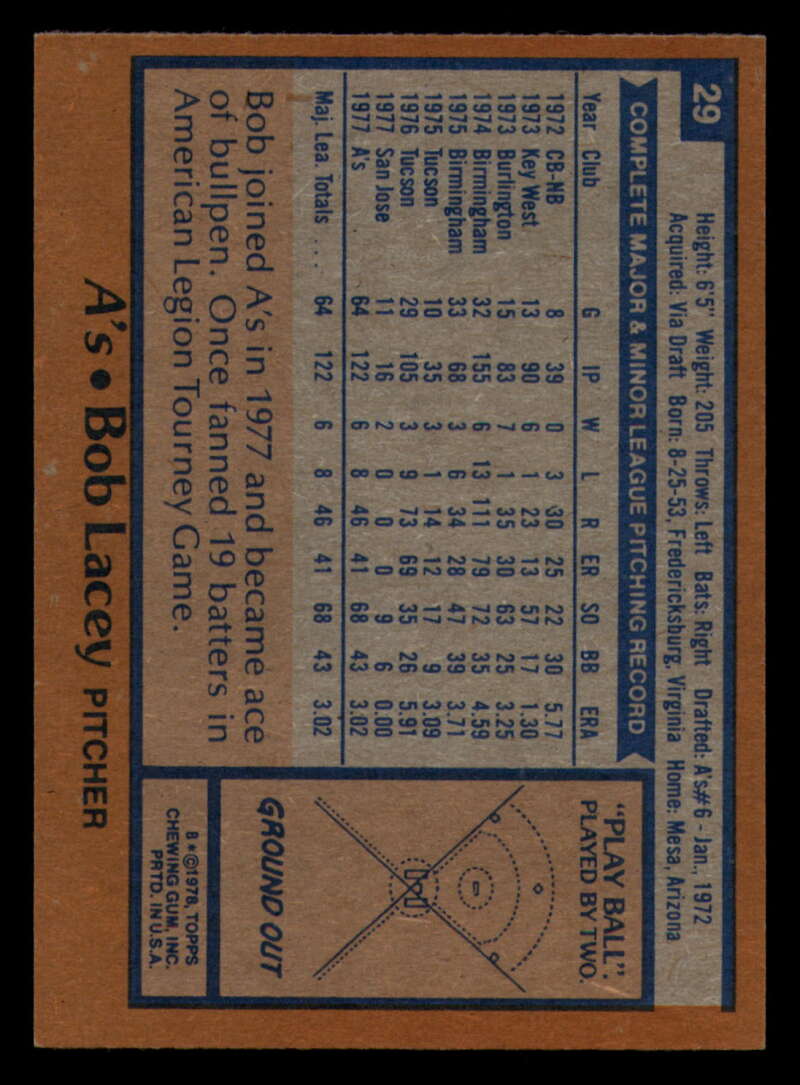 29
Height: 6'5" Weight: 205 Throws: Left Bats: Right Drafted: A's#6 - Jan., 1972
Acquired: Via Draft Born: 8-25-53, Fredericksburg, Virginia Home: Mesa, Arizona
COMPLETE MAJOR & MINOR LEAGUE PITCHING RECORD
Year Club G IP W L R ER SO BB ERA
1972 CB-NB 8 39 0 3 30 25 22 30 5.77
1973 Key West 13 90 6 1 23 13 57 17 1.30
1973 Burlington 15 83 7 1 35 30 63 25 3.25
1974 Birmingham 32 155 6 13 111 79 72 35 4.59
1975 Birmingham 33 68 3 6 34 28 47 39 3.71
1975 Tucson 10 35 3 1 14 12 17 9 3.09
1976 Tucson 29 105 3 9 73 69 35 26 5.91
1977 San Jose 11 16 2 0 0 0 9 6 0.00
1977 A's 64 122 6 8 46 41 68 43 3.02
Maj. Lea. Totals .... 64 122 6 8 46 41 68 43 3.02
Bob joined A's in 1977 and became ace
of bullpen. Once fanned 19 batters in
American Legion Tourney Game.
"PLAY BALL".
PLAYED BY TWO.
GROUND OUT
8*©1978, TOPPS
CHEWING GUM, INC.
PRTD. IN U.S.A.
A's • Bob Lacey PITCHER